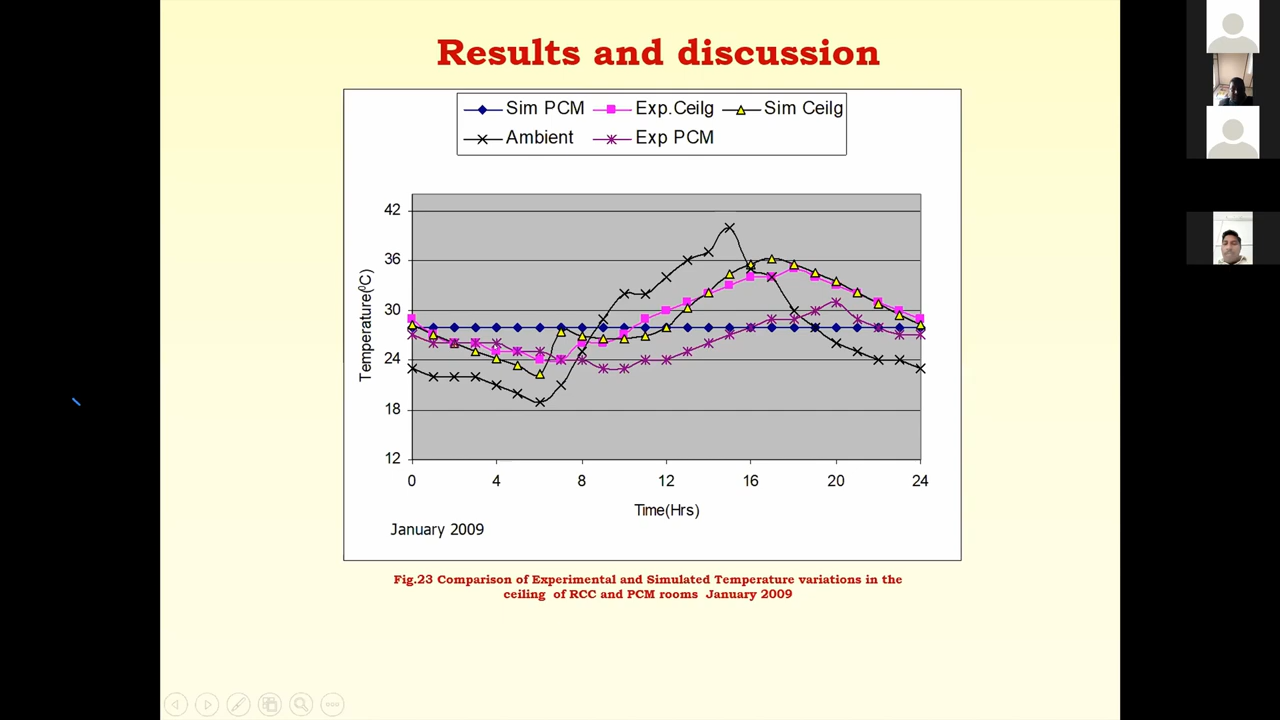 Results and discussion
Sim PCM Exp.Ceilg Sim Ceilg
Ambient Exp PCM
42
36
30
24
18
12
Temperature(⁰C)
0 4 8 12 16 20 24
Time(Hrs)
January 2009
Fig.23 Comparison of Experimental and Simulated Temperature variations in the
ceiling of RCC and PCM rooms January 2009